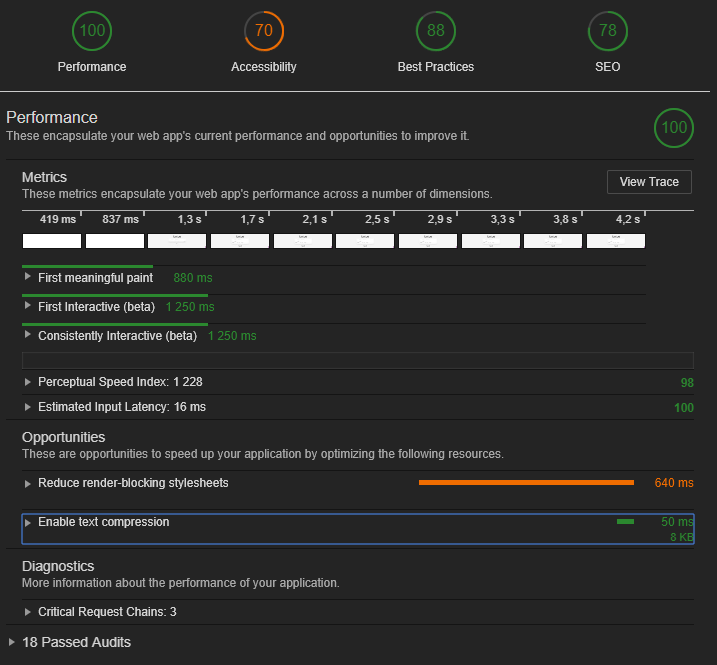 100 70 88 78
Performance Accessibility Best Practices SEO
Performance
These encapsulate your web app's current performance and opportunities to improve it.
100
Metrics
These metrics encapsulate your web app's performance across a number of dimensions.
View Trace
419 ms 837 ms 1,3 s 1,7 s 2,1 s 2,5 s 2,9 s 3,3 s 3,8 s 4,2 s
First meaningful paint 880 ms
First Interactive (beta) 1 250 ms
Consistently Interactive (beta) 1 250 ms
Perceptual Speed Index: 1 228 98
Estimated Input Latency: 16 ms 100
Opportunities
These are opportunities to speed up your application by optimizing the following resources.
Reduce render-blocking stylesheets 640 ms
Enable text compression 50 ms
8 KB
Diagnostics
More information about the performance of your application.
Critical Request Chains: 3
18 Passed Audits